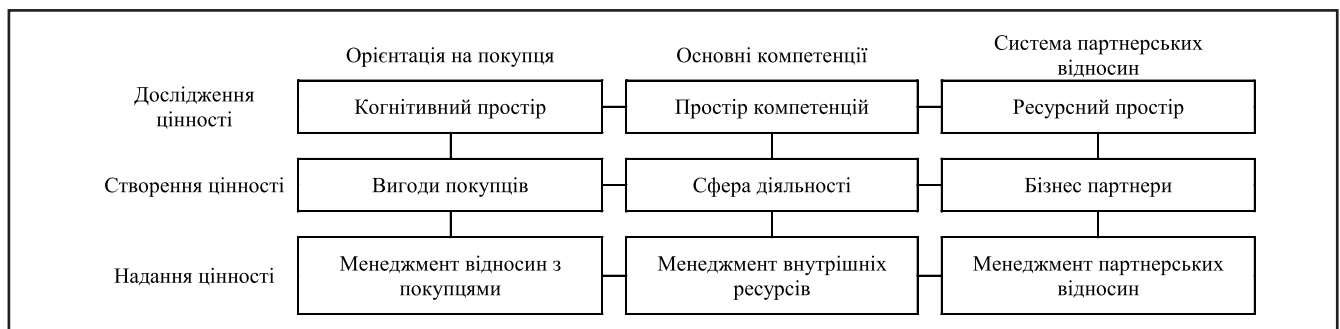 Орієнтація на покупця
Основні компетенції
Система партнерських
відносин
Дослідження
цінності
Когнітивний простір
Простір компетенцій
Ресурсний простір
Створення цінності
Вигоди покупців
Сфера діяльності
Бізнес партнери
Надання цінності
Менеджмент відносин з
покупцями
Менеджмент внутрішніх
ресурсів
Менеджмент партнерських
відносин